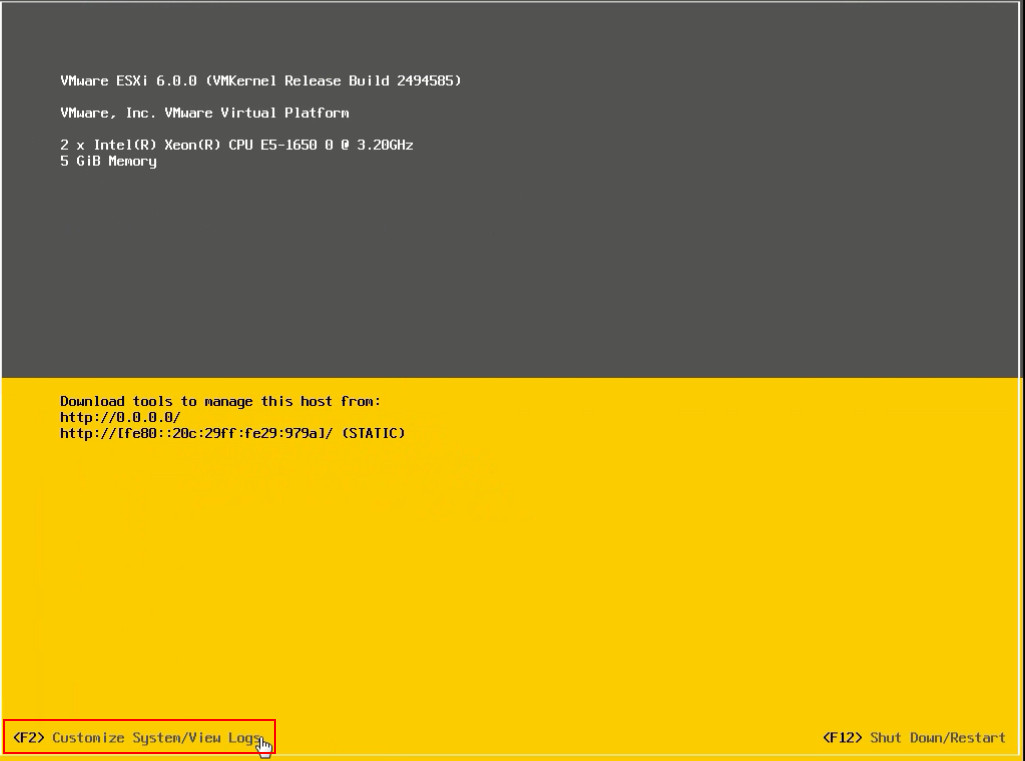 VMware ESXi 6.0.0 (VMKernel Release Build 2494585)
VMware, Inc. VMware Virtual Platform
2 x Intel(R) Xeon(R) CPU E5-1650 0 @ 3.20GHz
5 GiB Memory
Download tools to manage this host from:
http://0.0.0.0/
http://[fe80::20c:29ff:fe29:979a]/ (STATIC)
<F2> Customize System/View Logs
<F12> Shut Down/Restart